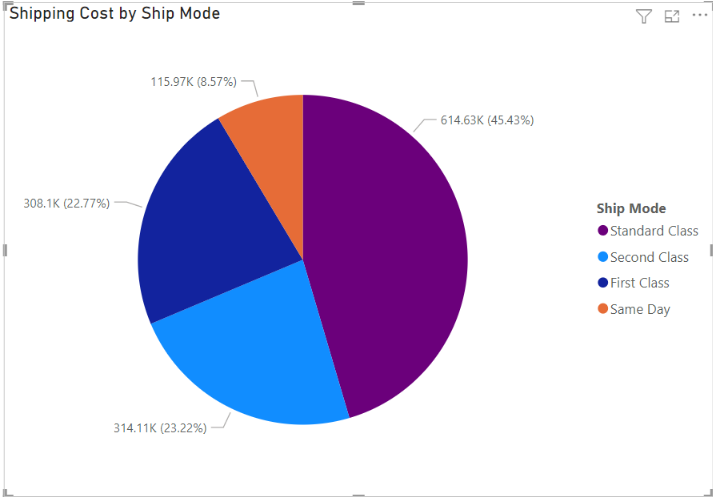 Shipping Cost by Ship Mode
115.97K (8.57%)
614.63K (45.43%)
308.1K (22.77%)
314.11K (23.22%)
Ship Mode
Standard Class
Second Class
First Class
Same Day